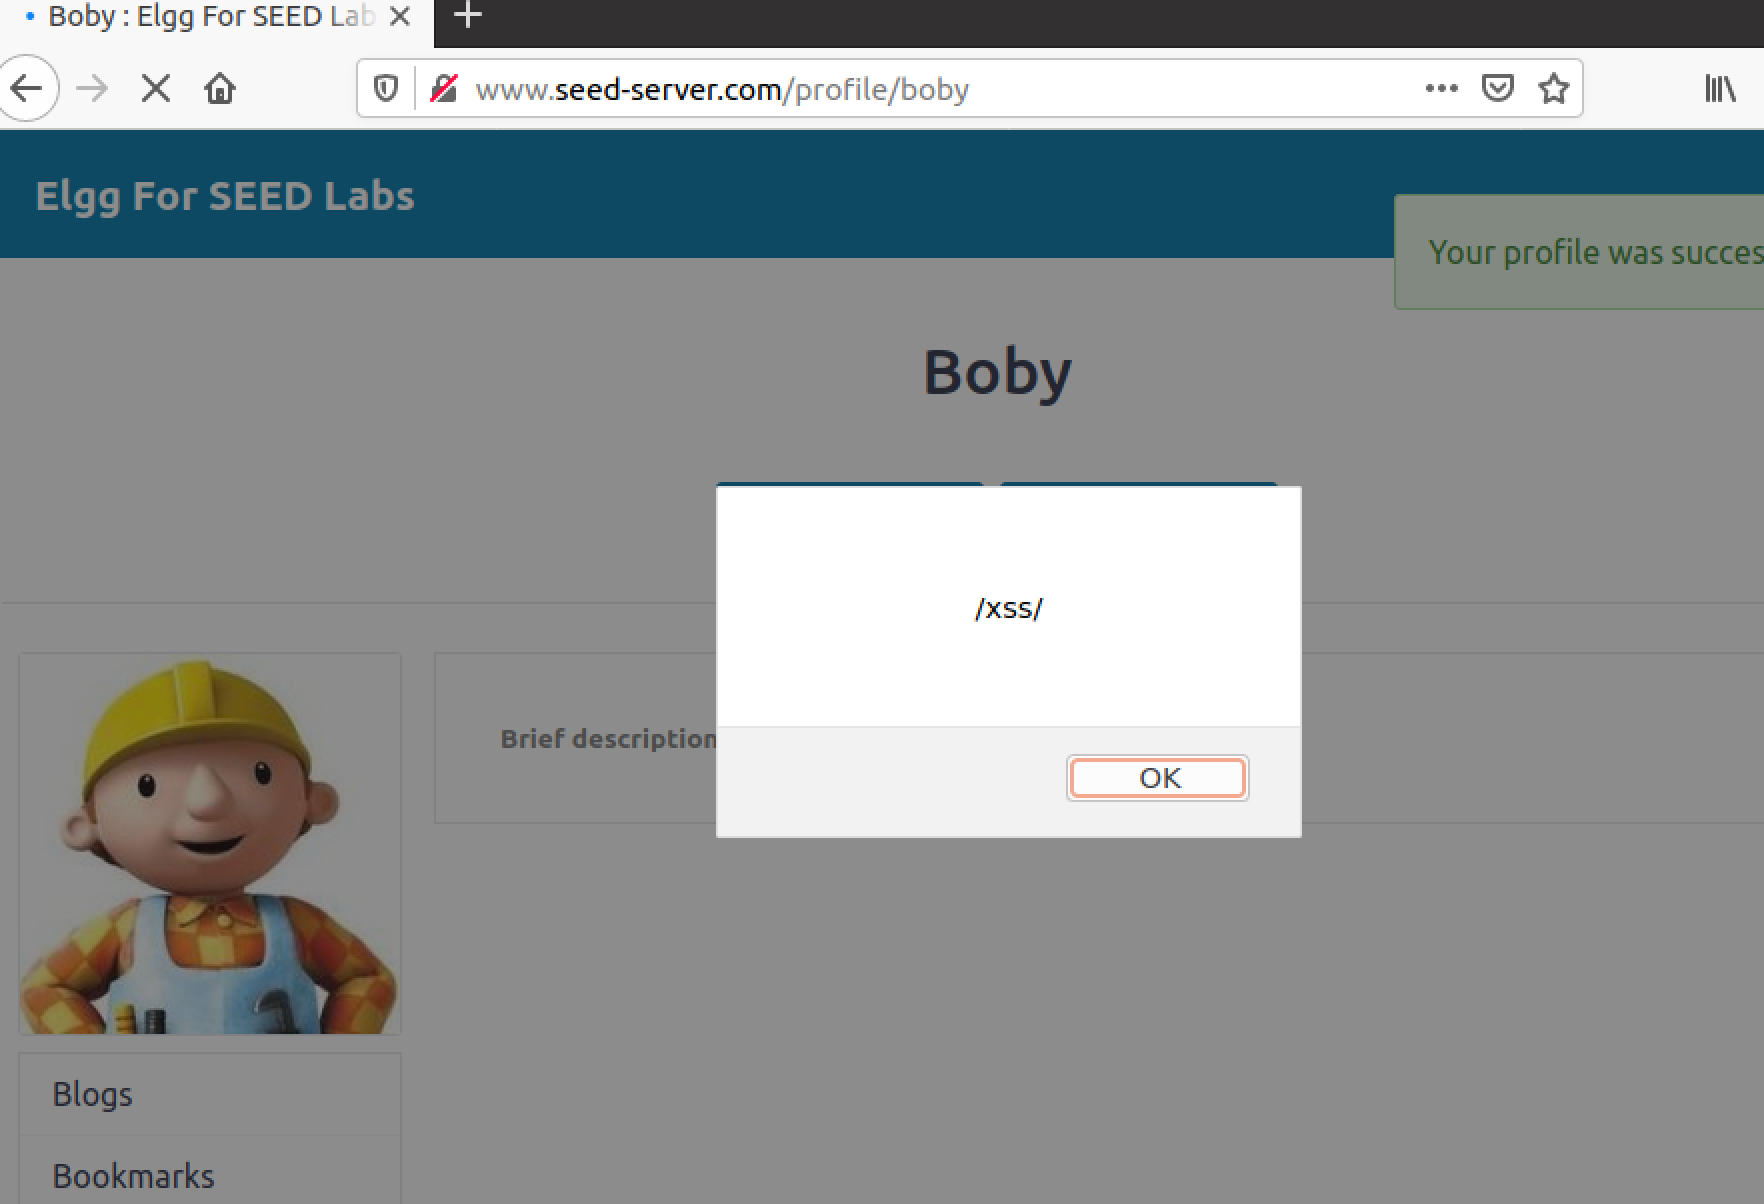 Boby : Elgg For SEED Lab
www.seed-server.com/profile/boby
Elgg For SEED Labs
Your profile was succes
Boby
/xss/
Brief description
OK
Blogs
Bookmarks